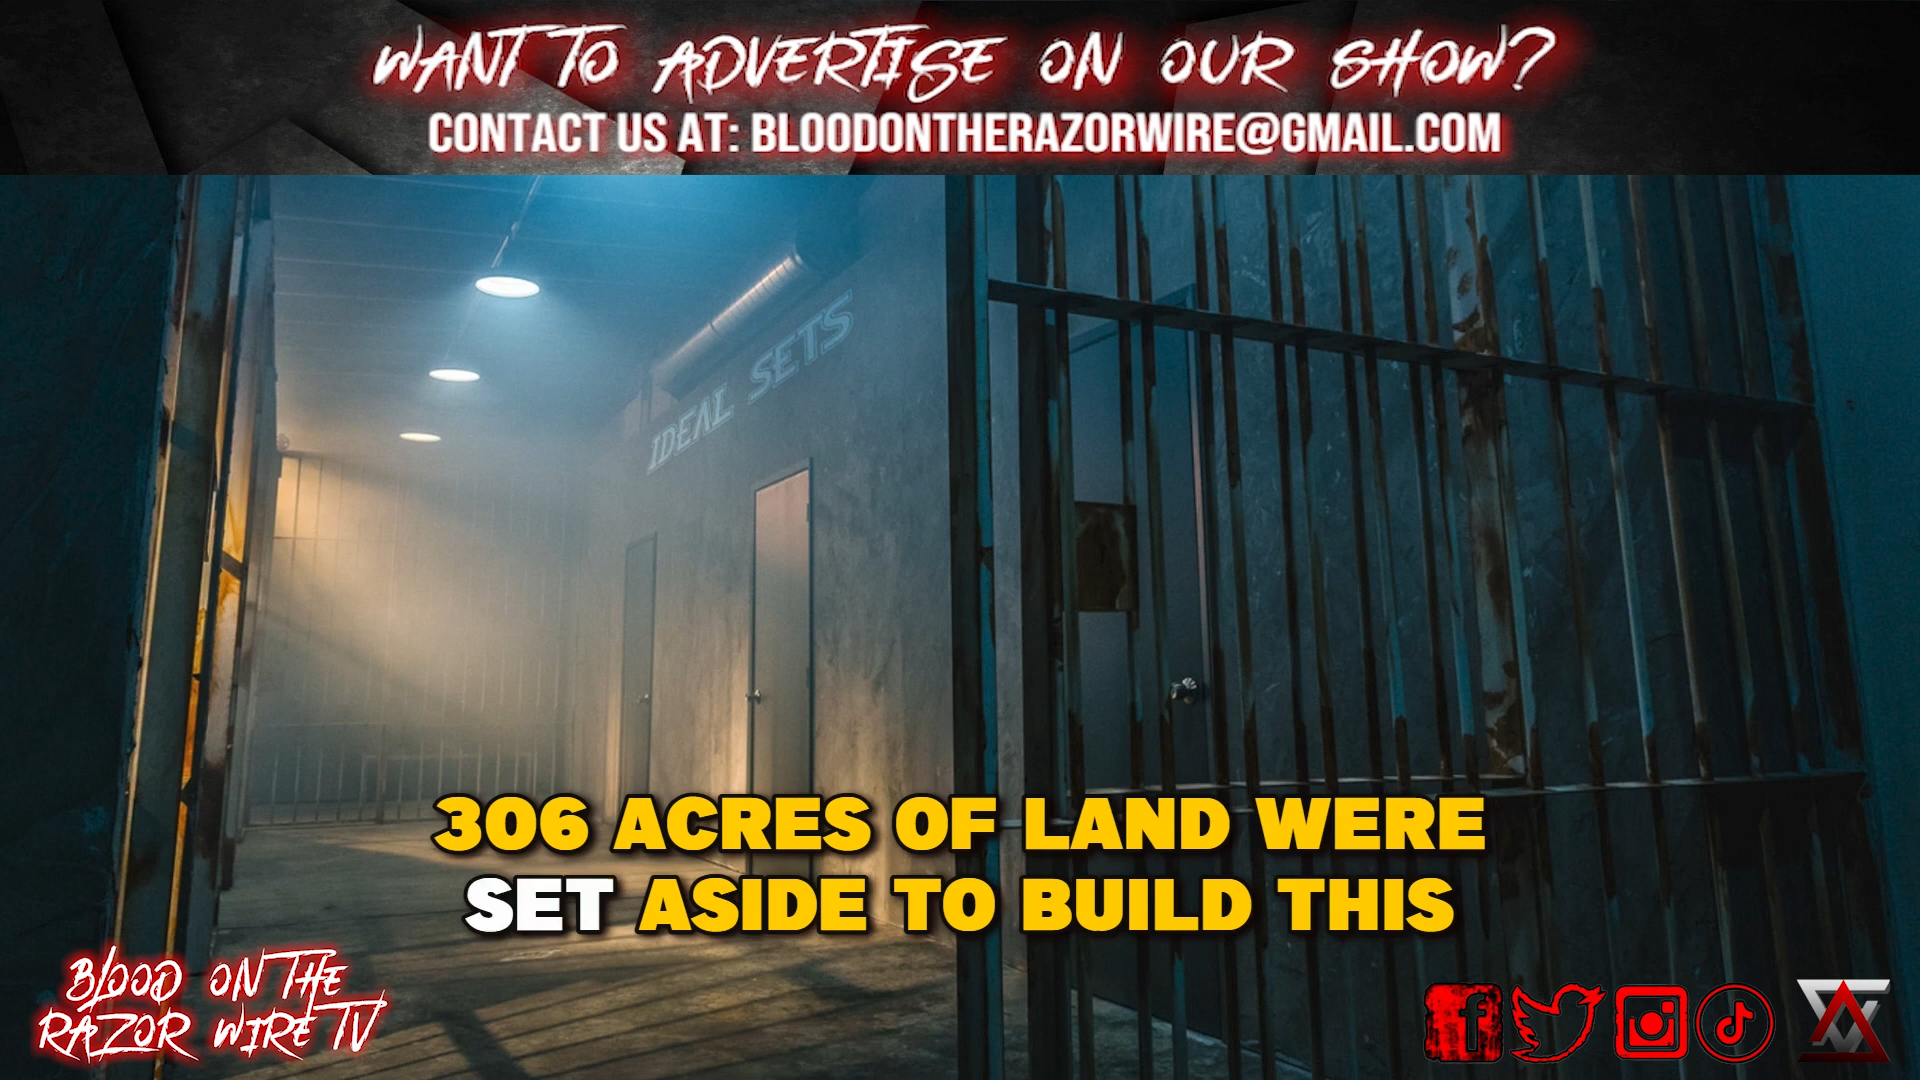 WANT TO ADVERTISE ON OUR SHOW?
CONTACT US AT: BLOODONTHERAZORWIRE@GMAIL.COM
IDEAL SETS
306 ACRES OF LAND WERE
SET ASIDE TO BUILD THIS
BLOOD ON THE
RAZOR WIRE TV